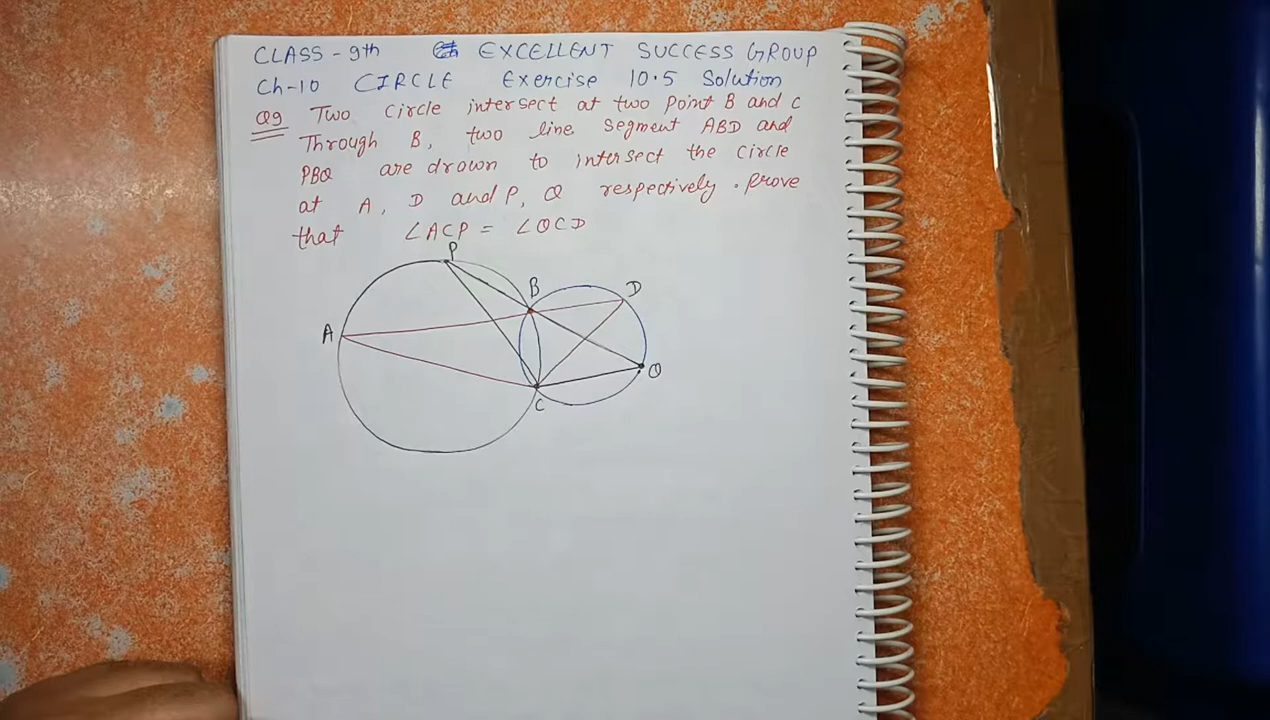 CLASS - 9th EXCELLENT SUCCESS GROUP
Ch-10 CIRCLE Exercise 10.5 Solution
Q9 Two circle intersect at two point B and C
Through B, two line segment ABD and
PBQ are drown to intersect the circle
at A, D and P, Q respectively. Prove
that ∠ACP = ∠QCD
P
B
D
A
Q
C